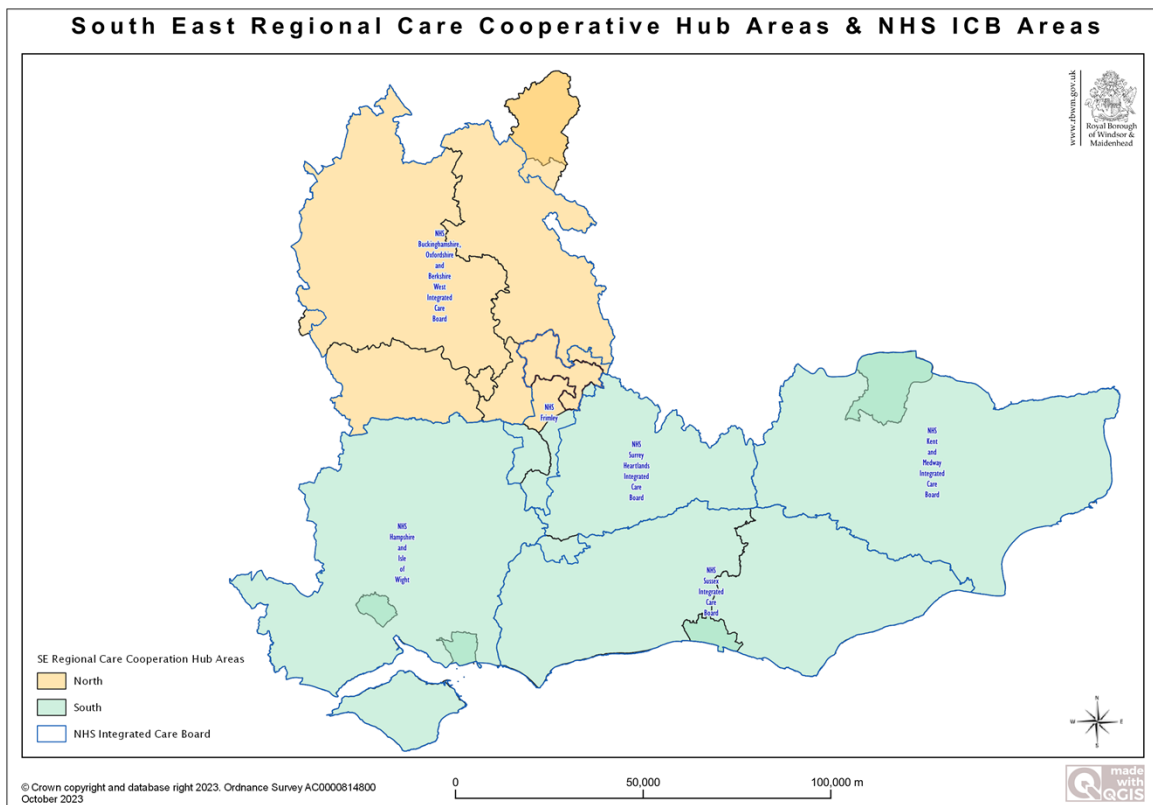 South East Regional Care Cooperative Hub Areas & NHS ICB Areas
www.rbwm.gov.uk
Royal Borough
of Windsor &
Maidenhead
NHS
Buckinghamshire,
Oxfordshire
and
Berkshire
West
Integrated
Care
Board
NHS
Frimley
NHS
Surrey
Heartlands
Integrated
Care
Board
NHS
Kent
and
Medway
Integrated
Care
Board
NHS
Hampshire
and
Isle
of
Wight
NHS
Sussex
Integrated
Care
Board
SE Regional Care Cooperation Hub Areas
North
South
NHS Integrated Care Board
N
W
E
S
© Crown copyright and database right 2023. Ordnance Survey AC0000814800
October 2023
0
50,000
100,000 m
made
with
QGIS